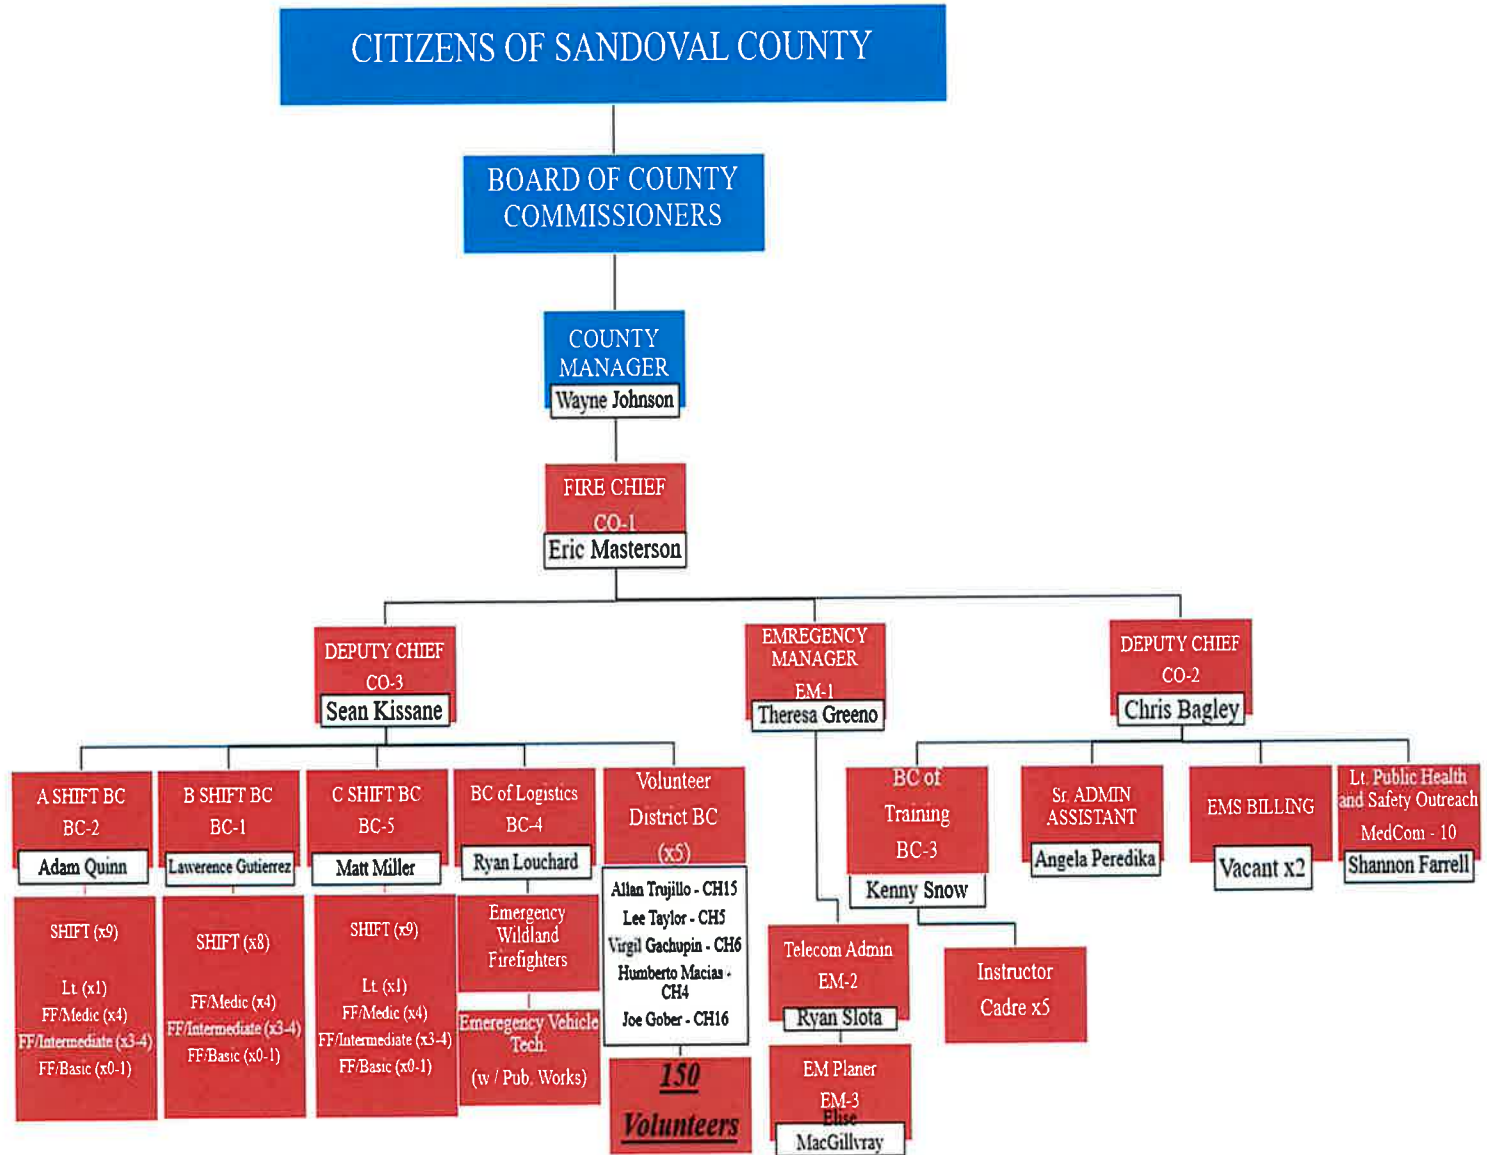 CITIZENS OF SANDOVAL COUNTY
BOARD OF COUNTY
COMMISSIONERS
COUNTY
MANAGER
Wayne Johnson
FIRE CHIEF
CO-1
Eric Masterson
DEPUTY CHIEF
CO-3
Sean Kissane
EMREGENCY
MANAGER
EM-1
Theresa Greeno
DEPUTY CHIEF
CO-2
Chris Bagley
A SHIFT BC
BC-2
Adam Quinn
SHIFT (x9)
Lt. (x1)
FF/Medic (x4)
FF/Intermediate (x3-4)
FF/Basic (x0-1)
B SHIFT BC
BC-1
Lawerence Gutierrez
SHIFT (x8)
FF/Medic (x4)
FF/Intermediate (x3-4)
FF/Basic (x0-1)
C SHIFT BC
BC-5
Matt Miller
SHIFT (x9)
Lt. (x1)
FF/Medic (x4)
FF/Intermediate (x3-4)
FF/Basic (x0-1)
BC of Logistics
BC-4
Ryan Louchard
Emergency
Wildland
Firefighters
Emeregency Vehicle
Tech.
(w / Pub. Works)
Volunteer
District BC
(x5)
Allan Trujillo - CH15
Lee Taylor - CH5
Virgil Gachupin - CH6
Humberto Macias -
CH4
Joe Gober - CH16
150
Volunteers
Telecom Admin
EM-2
Ryan Slota
EM Planer
EM-3
Elise
MacGillvray
BC of
Training
BC-3
Kenny Snow
Instructor
Cadre x5
Sr. ADMIN
ASSISTANT
Angela Peredika
EMS BILLING
Vacant x2
Lt. Public Health
and Safety Outreach
MedCom - 10
Shannon Farrell